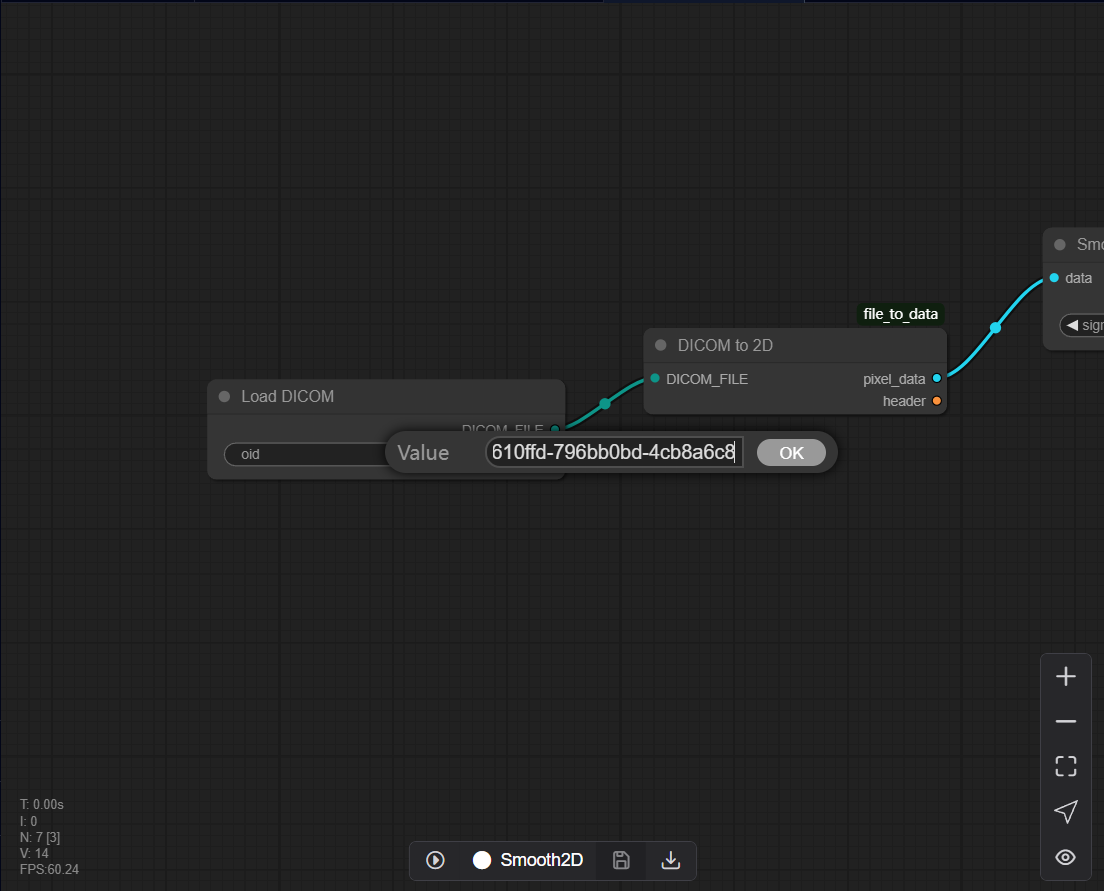 Smo
data
sigr
file_to_data
DICOM to 2D
DICOM_FILE
pixel_data
header
Load DICOM
DICOM_FILE
oid
Value
610ffd-796bb0bd-4cb8a6c8
OK
T: 0.00s
I: 0
N: 7 [3]
V: 14
FPS:60.24
Smooth2D